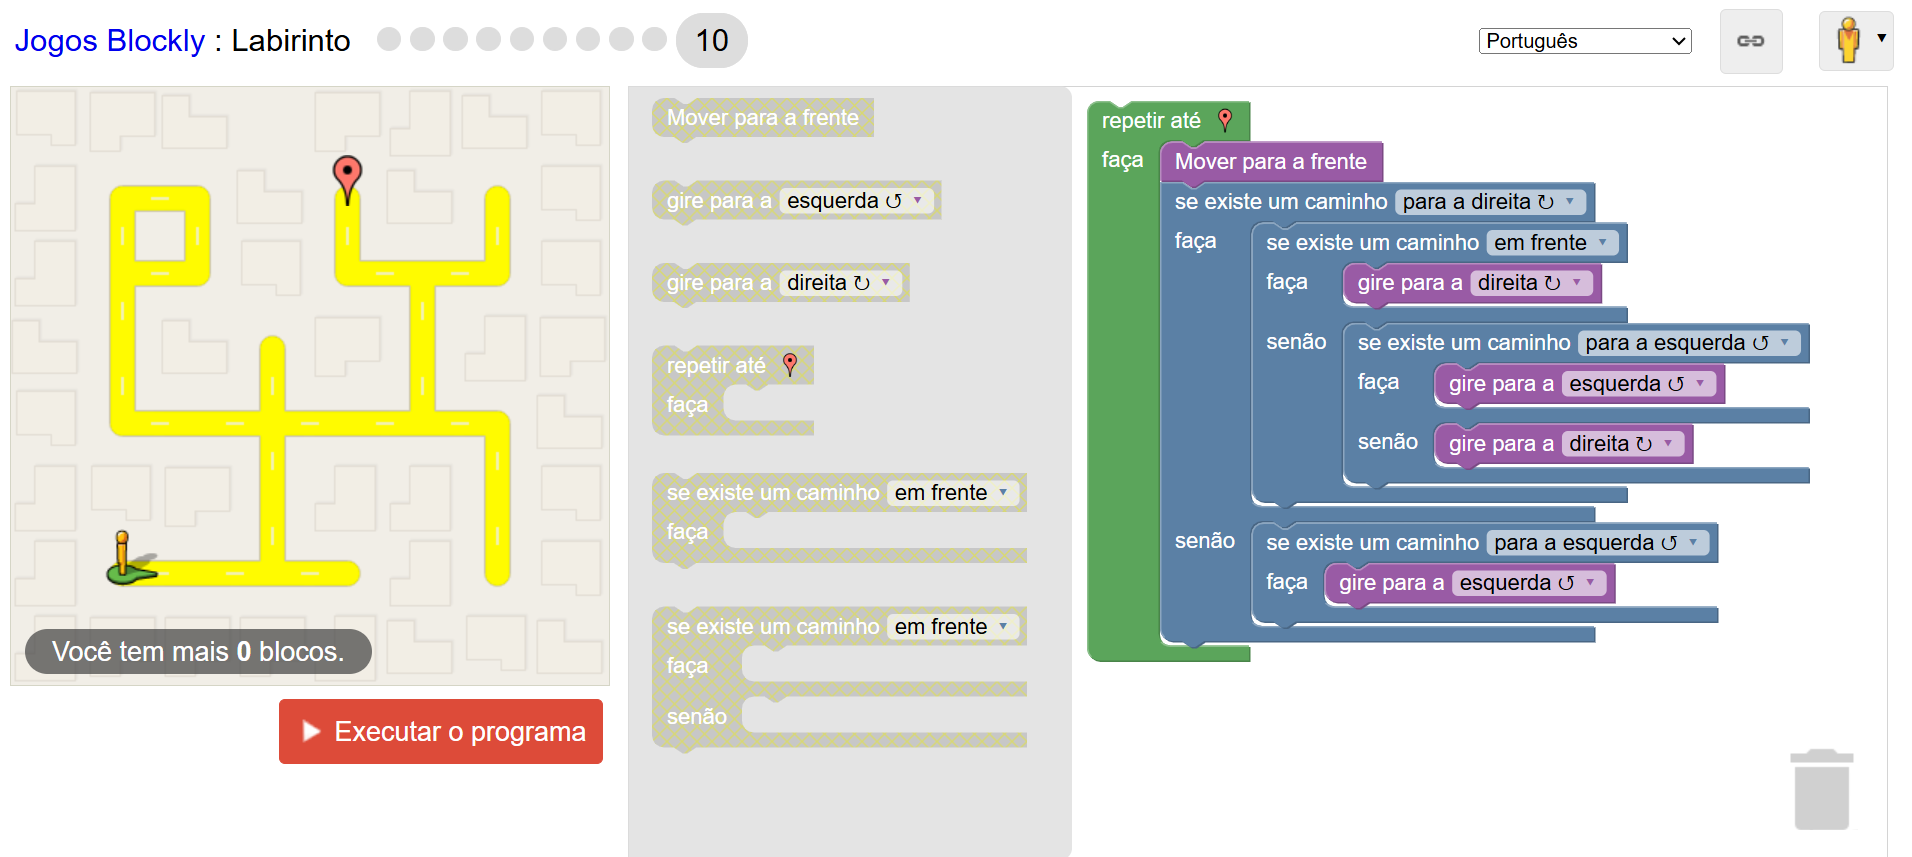 Jogos Blockly : Labirinto
10
Português
Você tem mais 0 blocos.
Executar o programa
Mover para a frente
gire para a esquerda ↺
gire para a direita ↻
repetir até
faça
se existe um caminho em frente
faça
se existe um caminho em frente
faça
senão
repetir até
faça
Mover para a frente
se existe um caminho para a direita ↻
faça
se existe um caminho em frente
faça
gire para a direita ↻
senão
se existe um caminho para a esquerda ↺
faça
gire para a esquerda ↺
senão
gire para a direita ↻
senão
se existe um caminho para a esquerda ↺
faça
gire para a esquerda ↺